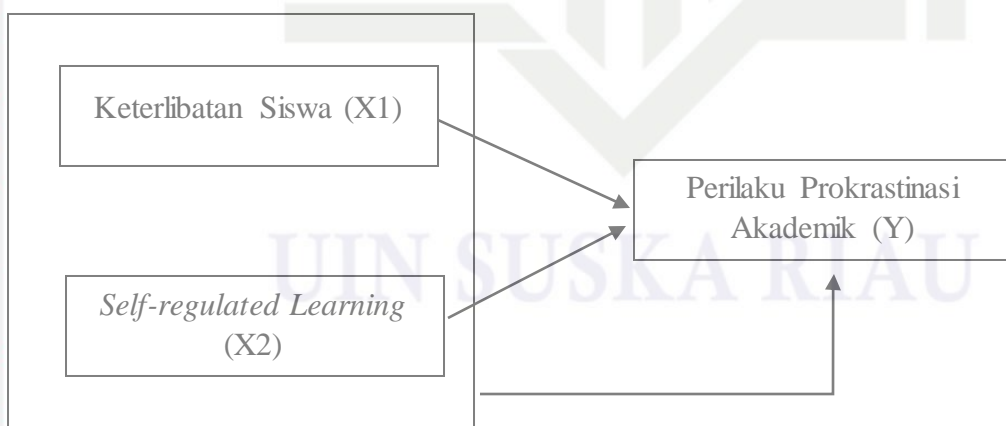 Keterlibatan Siswa (X1)
Perilaku Prokrastinasi
Akademik (Y)
UIN SUSKA RIAU
Self-regulated Learning
(X2)